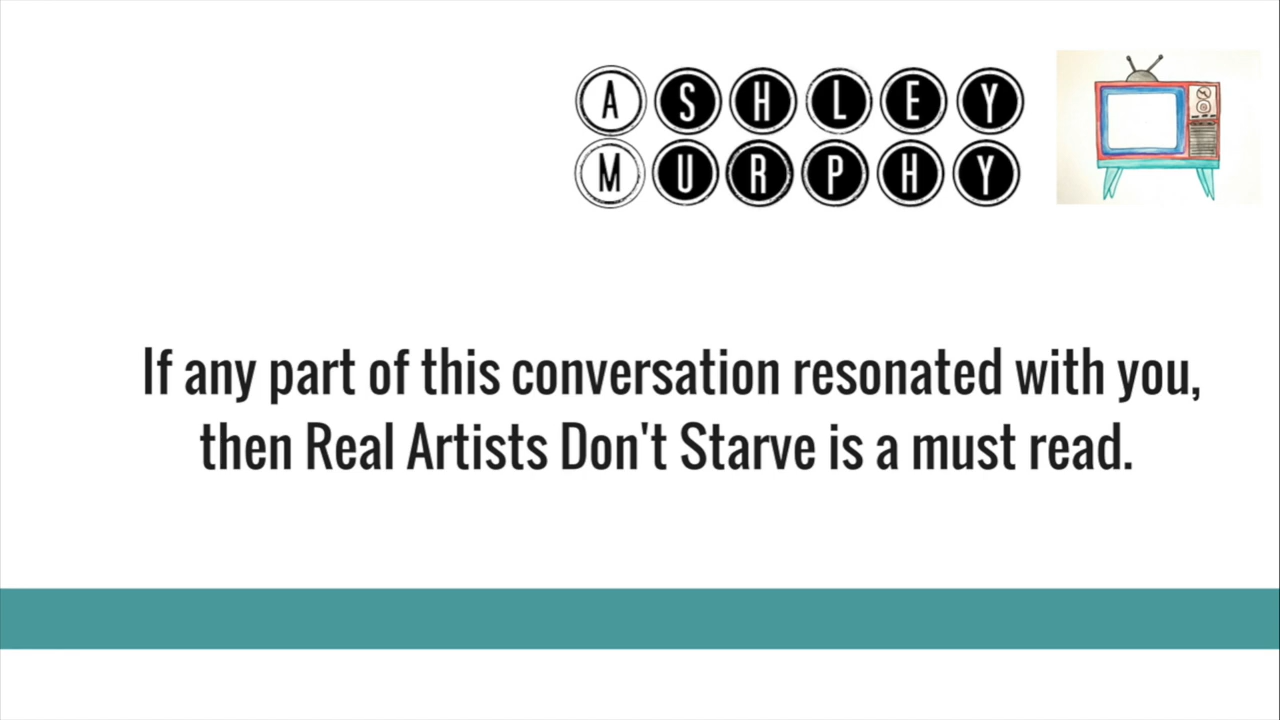 ASHLEY
MURPHY
If any part of this conversation resonated with you,
then Real Artists Don't Starve is a must read.